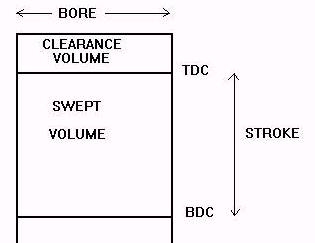 BORE
CLEARANCE
VOLUME
TDC
SWEPT
VOLUME
STROKE
BDC